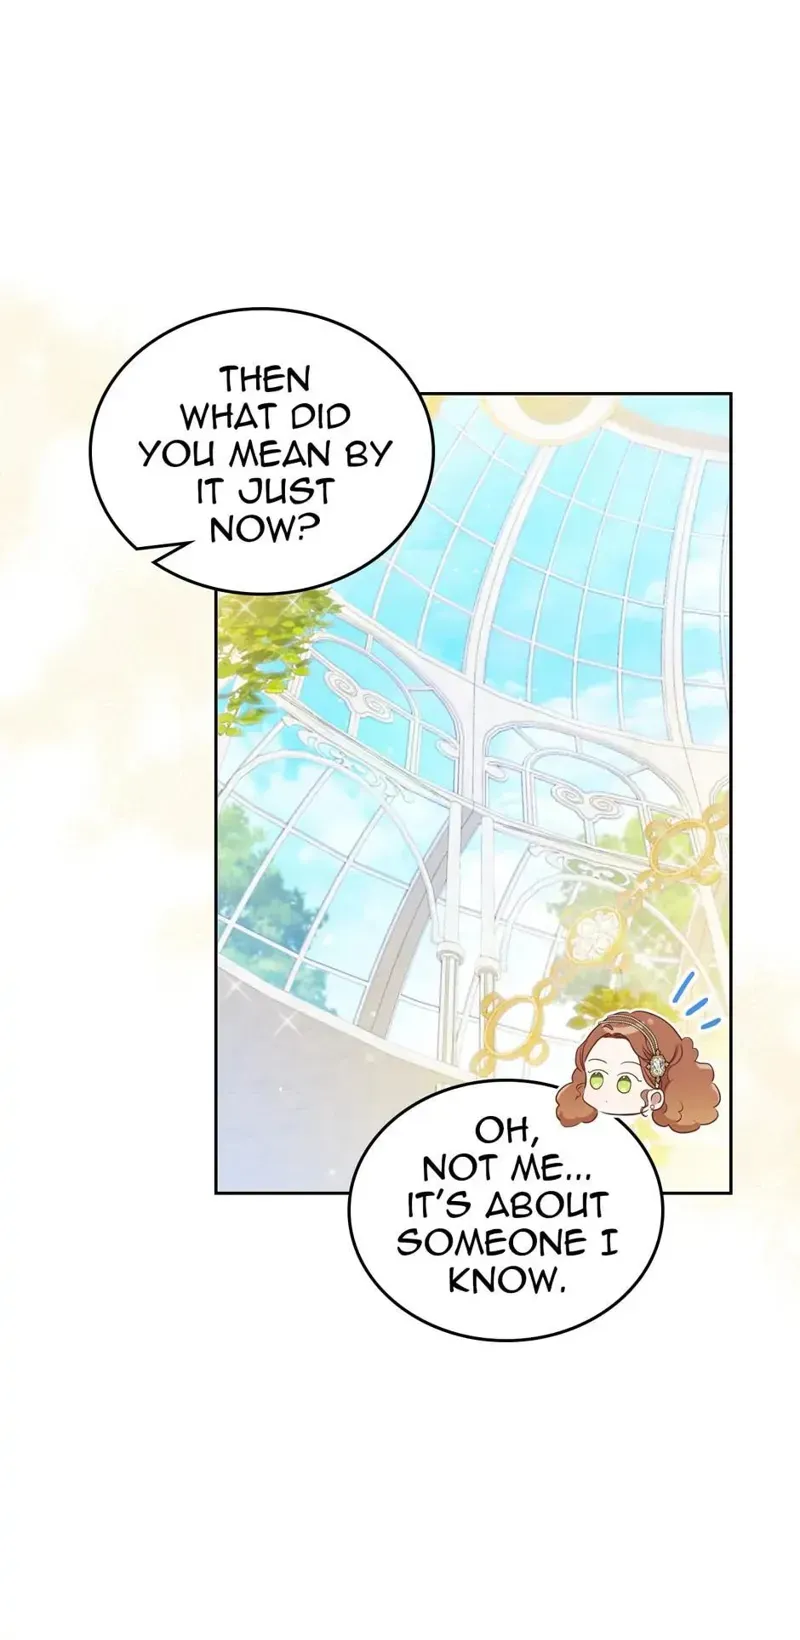 THEN
WHAT DID
YOU MEAN BY
IT JUST
NOW?
OH,
NOT ME...
IT'S ABOUT
SOMEONE I
KNOW.